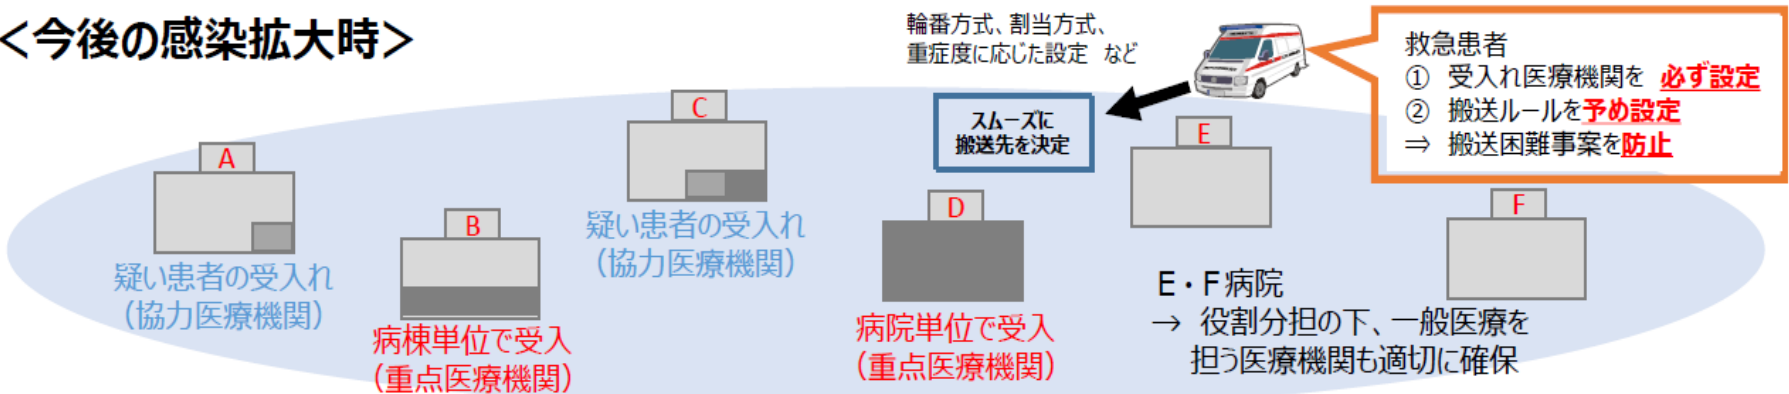 ＜今後の感染拡大時＞
輪番方式、割当方式、
重症度に応じた設定 など
救急患者
① 受入れ医療機関を 必ず設定
② 搬送ルールを予め設定
⇒ 搬送困難事案を防止
スムーズに
搬送先を決定
A
疑い患者の受入れ
（協力医療機関）
B
病棟単位で受入
（重点医療機関）
C
疑い患者の受入れ
（協力医療機関）
D
病院単位で受入
（重点医療機関）
E
F
E・F病院
→ 役割分担の下、一般医療を
担う医療機関も適切に確保